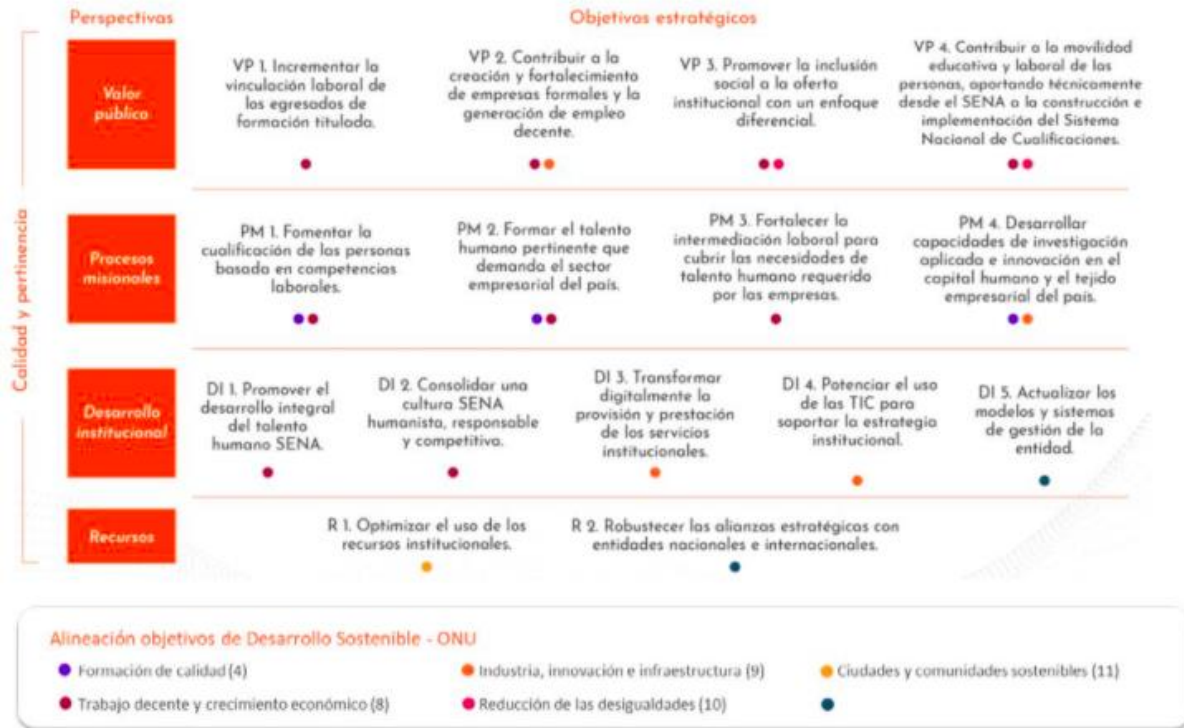 Perspectivas
Objetivos estratégicos
Calidad y pertinencia
Valor
público
VP 1. Incrementar la
vinculación laboral de
los egresados de
formación titulada.
VP 2. Contribuir a la
creación y fortalecimiento
de empresas formales y la
generación de empleo
decente.
VP 3. Promover la inclusión
social a la oferta
institucional con un enfoque
diferencial.
VP 4. Contribuir a la movilidad
educativa y laboral de las
personas, aportando técnicamente
desde el SENA a la construcción e
implementación del Sistema
Nacional de Cualificaciones.
Procesos
misionales
PM 1. Fomentar la
cualificación de las personas
basada en competencias
laborales.
PM 2. Formar el talento
humano pertinente que
demanda el sector
empresarial del país.
PM 3. Fortalecer la
intermediación laboral para
cubrir las necesidades de
talento humano requerido
por las empresas.
PM 4. Desarrollar
capacidades de investigación
aplicada e innovación en el
capital humano y el tejido
empresarial del país.
Desarrollo
institucional
DI 1. Promover el
desarrollo integral
del talento
humano SENA.
DI 2. Consolidar una
cultura SENA
humanista, responsable
y competitiva.
DI 3. Transformar
digitalmente la
provisión y prestación
de los servicios
institucionales.
DI 4. Potenciar el uso
de las TIC para
soportar la estrategia
institucional.
DI 5. Actualizar los
modelos y sistemas
de gestión de la
entidad.
Recursos
R 1. Optimizar el uso de los
recursos institucionales.
R 2. Robustecer las alianzas estratégicas con
entidades nacionales e internacionales.
Alineación objetivos de Desarrollo Sostenible - ONU
Formación de calidad (4)
Industria, innovación e infraestructura (9)
Ciudades y comunidades sostenibles (11)
Trabajo decente y crecimiento económico (8)
Reducción de las desigualdades (10)